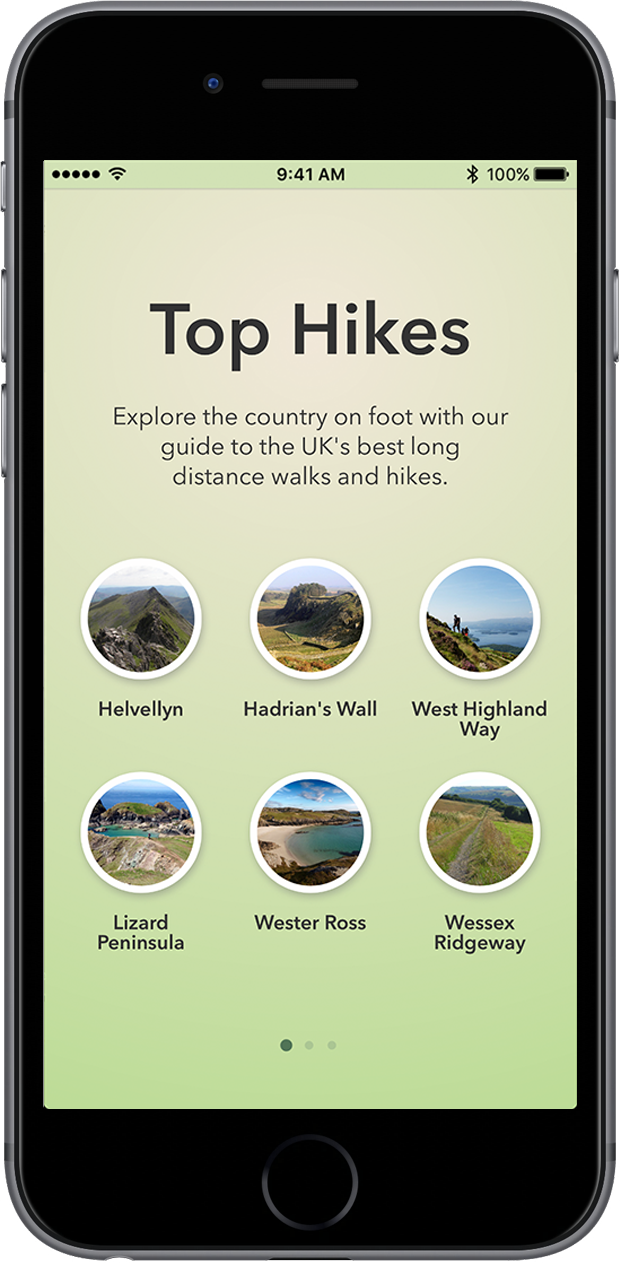 9:41 AM 100%
Top Hikes
Explore the country on foot with our
guide to the UK's best long
distance walks and hikes.
Helvellyn Hadrian's Wall West Highland
Way
Lizard
Peninsula
Wester Ross
Wessex
Ridgeway